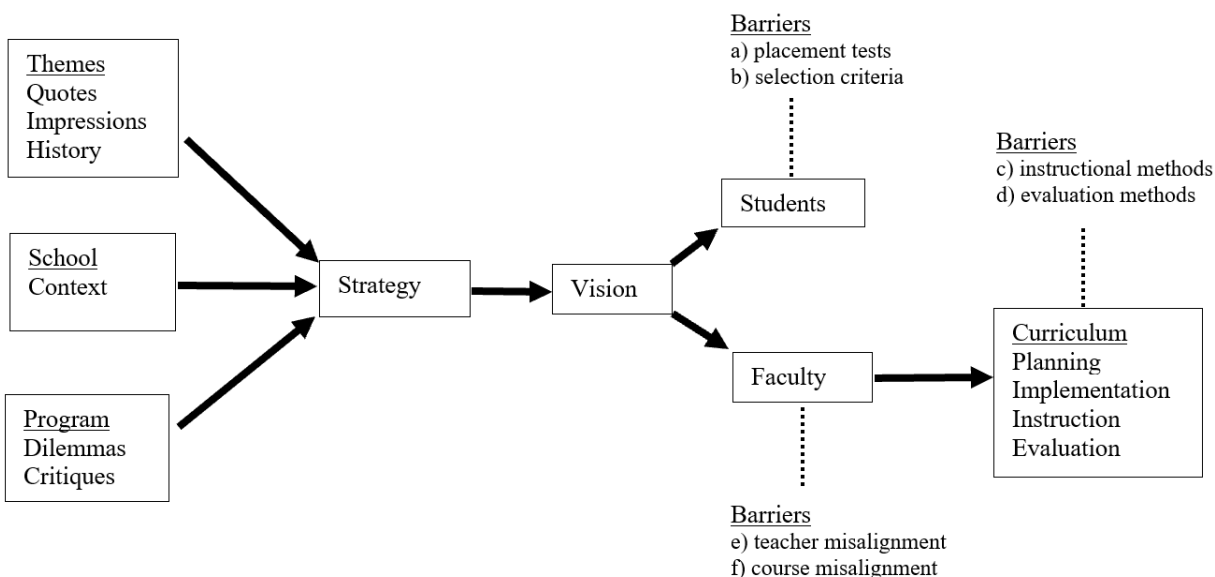 Themes
Quotes
Impressions
History
School
Context
Program
Dilemmas
Critiques
Strategy
Vision
Barriers
a) placement tests
b) selection criteria
Students
Faculty
Barriers
e) teacher misalignment
f) course misalignment
Barriers
c) instructional methods
d) evaluation methods
Curriculum
Planning
Implementation
Instruction
Evaluation